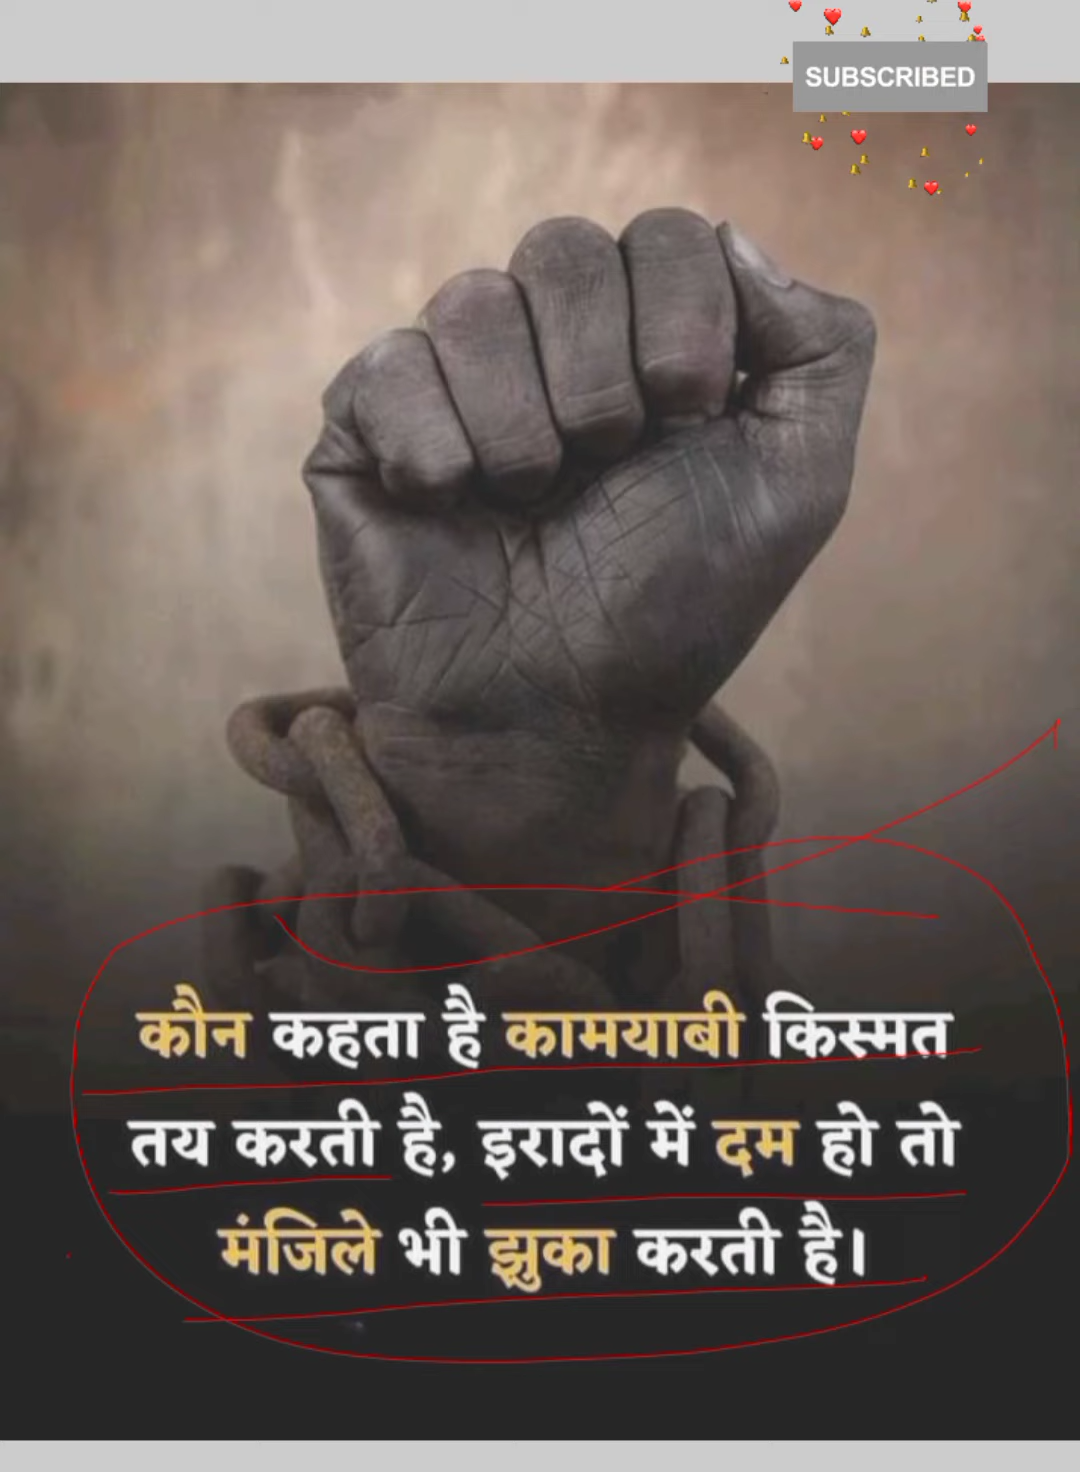 SUBSCRIBED
कौन कहता है कामयाबी किस्मत
तय करती है, इरादों में दम हो तो
मंजिले भी झुका करती है।